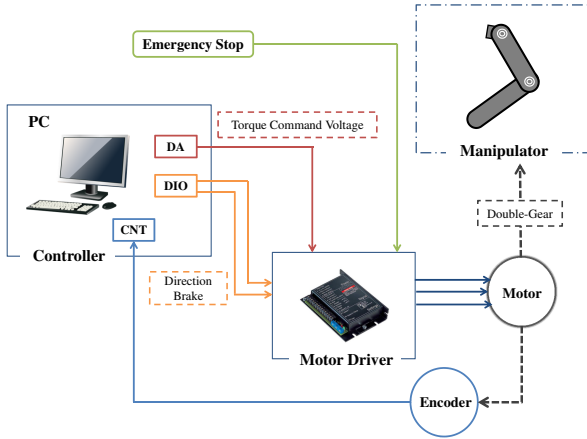 Emergency Stop
PC
DA
Torque Command Voltage
DIO
CNT
Controller
Direction
Brake
Motor Driver
Manipulator
Double-Gear
Motor
Encoder